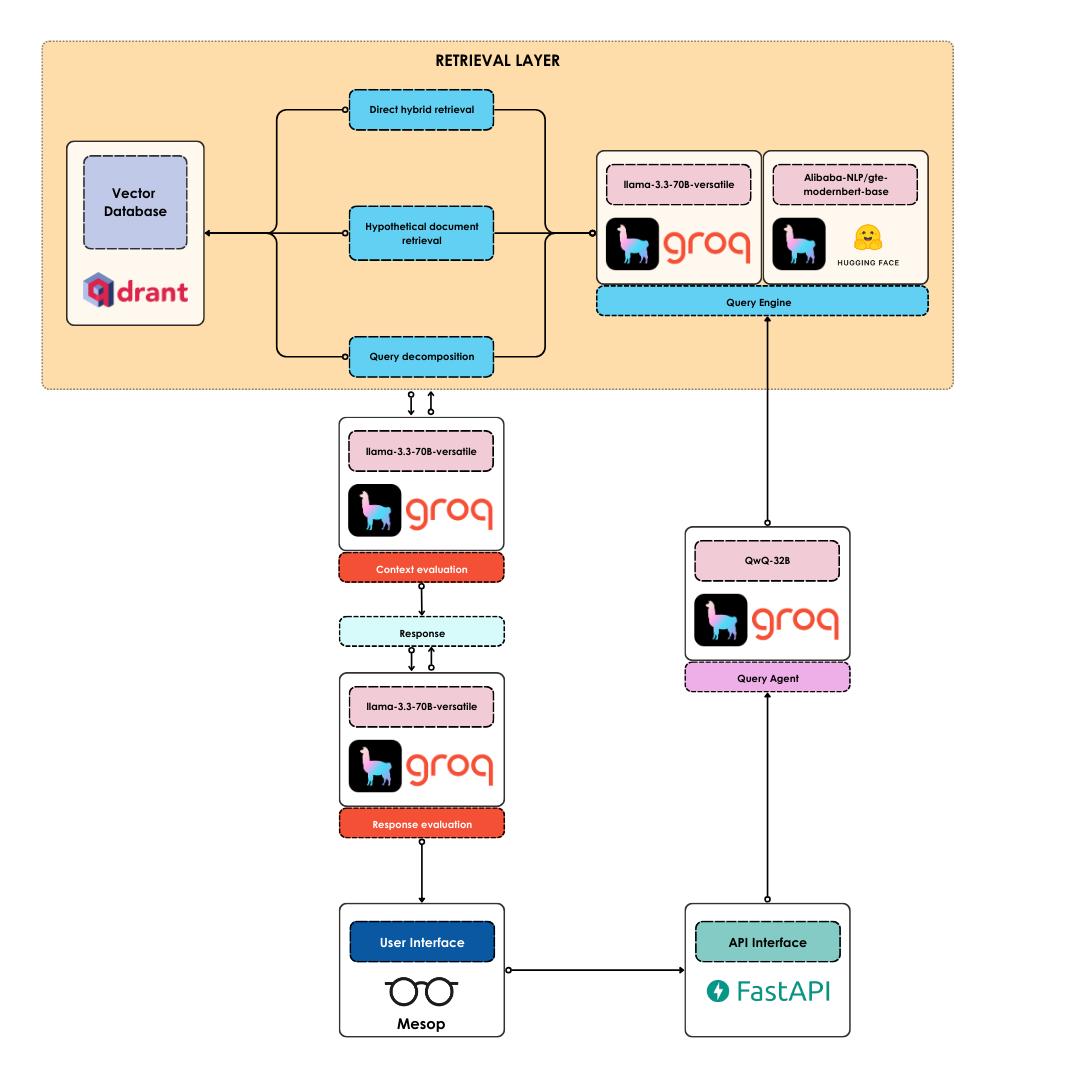 RETRIEVAL LAYER
Direct hybrid retrieval
Vector
Database
qdrant
Hypothetical document
retrieval
Query decomposition
llama-3.3-70B-versatile
groq
Alibaba-NLP/gte-
modernbert-base
HUGGING FACE
Query Engine
llama-3.3-70B-versatile
groq
Context evaluation
Response
llama-3.3-70B-versatile
groq
Response evaluation
QwQ-32B
groq
Query Agent
User Interface
Mesop
API Interface
FastAPI